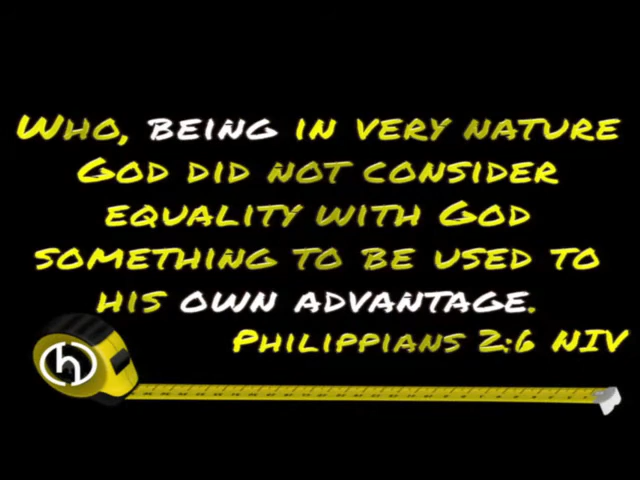 WHO, BEING IN VERY NATURE
GOD DID NOT CONSIDER
EQUALITY WITH GOD
SOMETHING TO BE USED TO
HIS OWN ADVANTAGE.
PHILIPPIANS 2:6 NIV
h